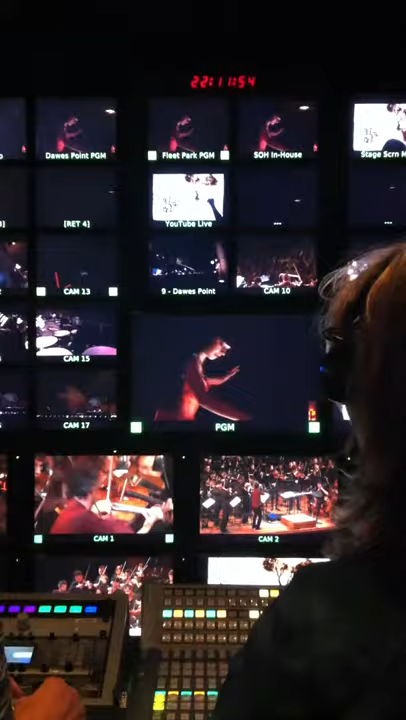 22:11:54
Dawes Point PGM
Fleet Park PGM
SOH In-House
Stage Scrn M
[RET 4]
YouTube Live
CAM 13
9 - Dawes Point
CAM 10
CAM 15
CAM 17
PGM
CAM 1
CAM 2